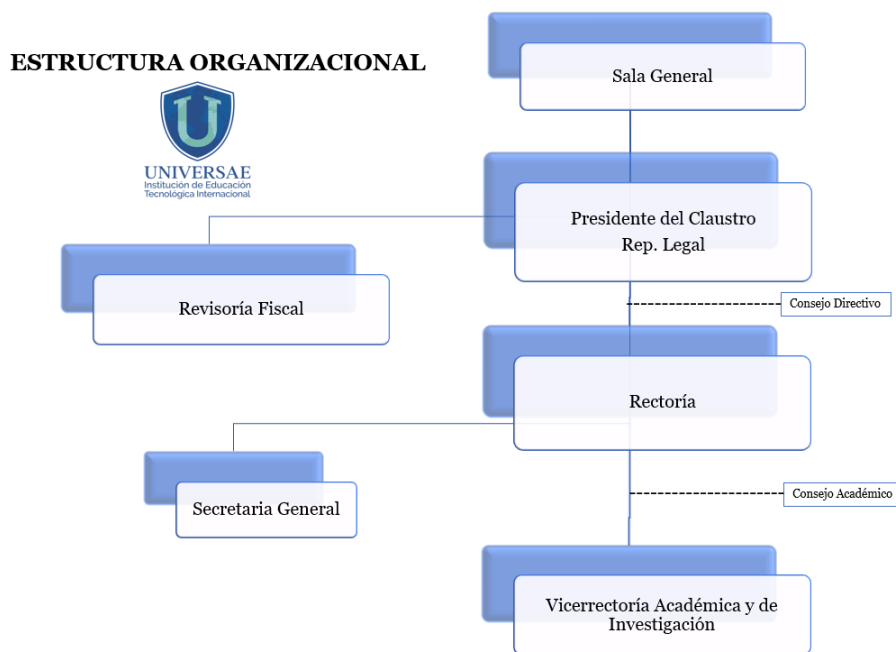 ESTRUCTURA ORGANIZACIONAL
UNIVERSAE
Institución de Educación
Tecnológica Internacional
Sala General
Presidente del Claustro
Rep. Legal
Revisoría Fiscal
Consejo Directivo
Rectoría
Secretaria General
Consejo Académico
Vicerrectoría Académica y de
Investigación